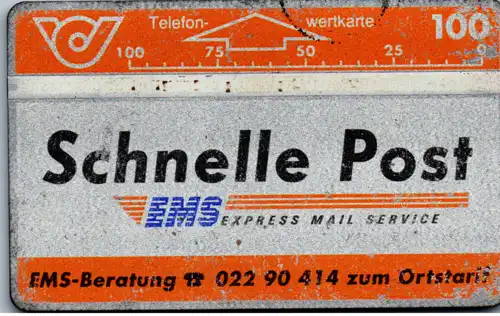 Telefon- wertkarte 100
100 75 50 25 0
Schnelle Post
EMS EXPRESS MAIL SERVICE
EMS-Beratung ☎ 022 90 414 zum Ortstarif